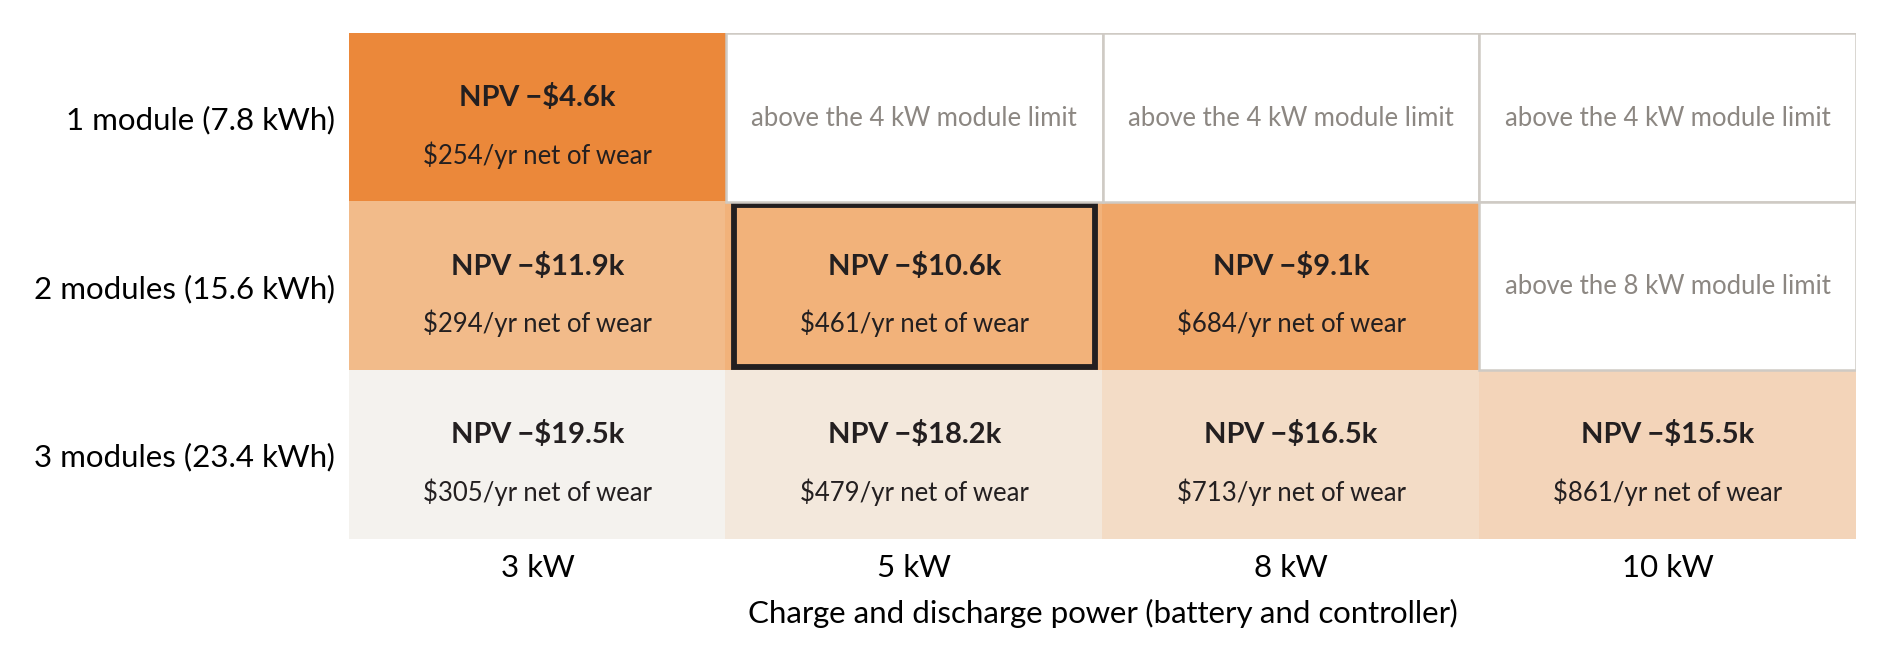 NPV −$4.6k
1 module (7.8 kWh)
above the 4 kW module limit
above the 4 kW module limit
above the 4 kW module limit
$254/yr net of wear
NPV −$11.9k
NPV −$10.6k
NPV −$9.1k
2 modules (15.6 kWh)
above the 8 kW module limit
$294/yr net of wear
$461/yr net of wear
$684/yr net of wear
NPV −$19.5k
NPV −$18.2k
NPV −$16.5k
NPV −$15.5k
3 modules (23.4 kWh)
$305/yr net of wear
$479/yr net of wear
$713/yr net of wear
$861/yr net of wear
3 kW
5 kW
8 kW
10 kW
Charge and discharge power (battery and controller)